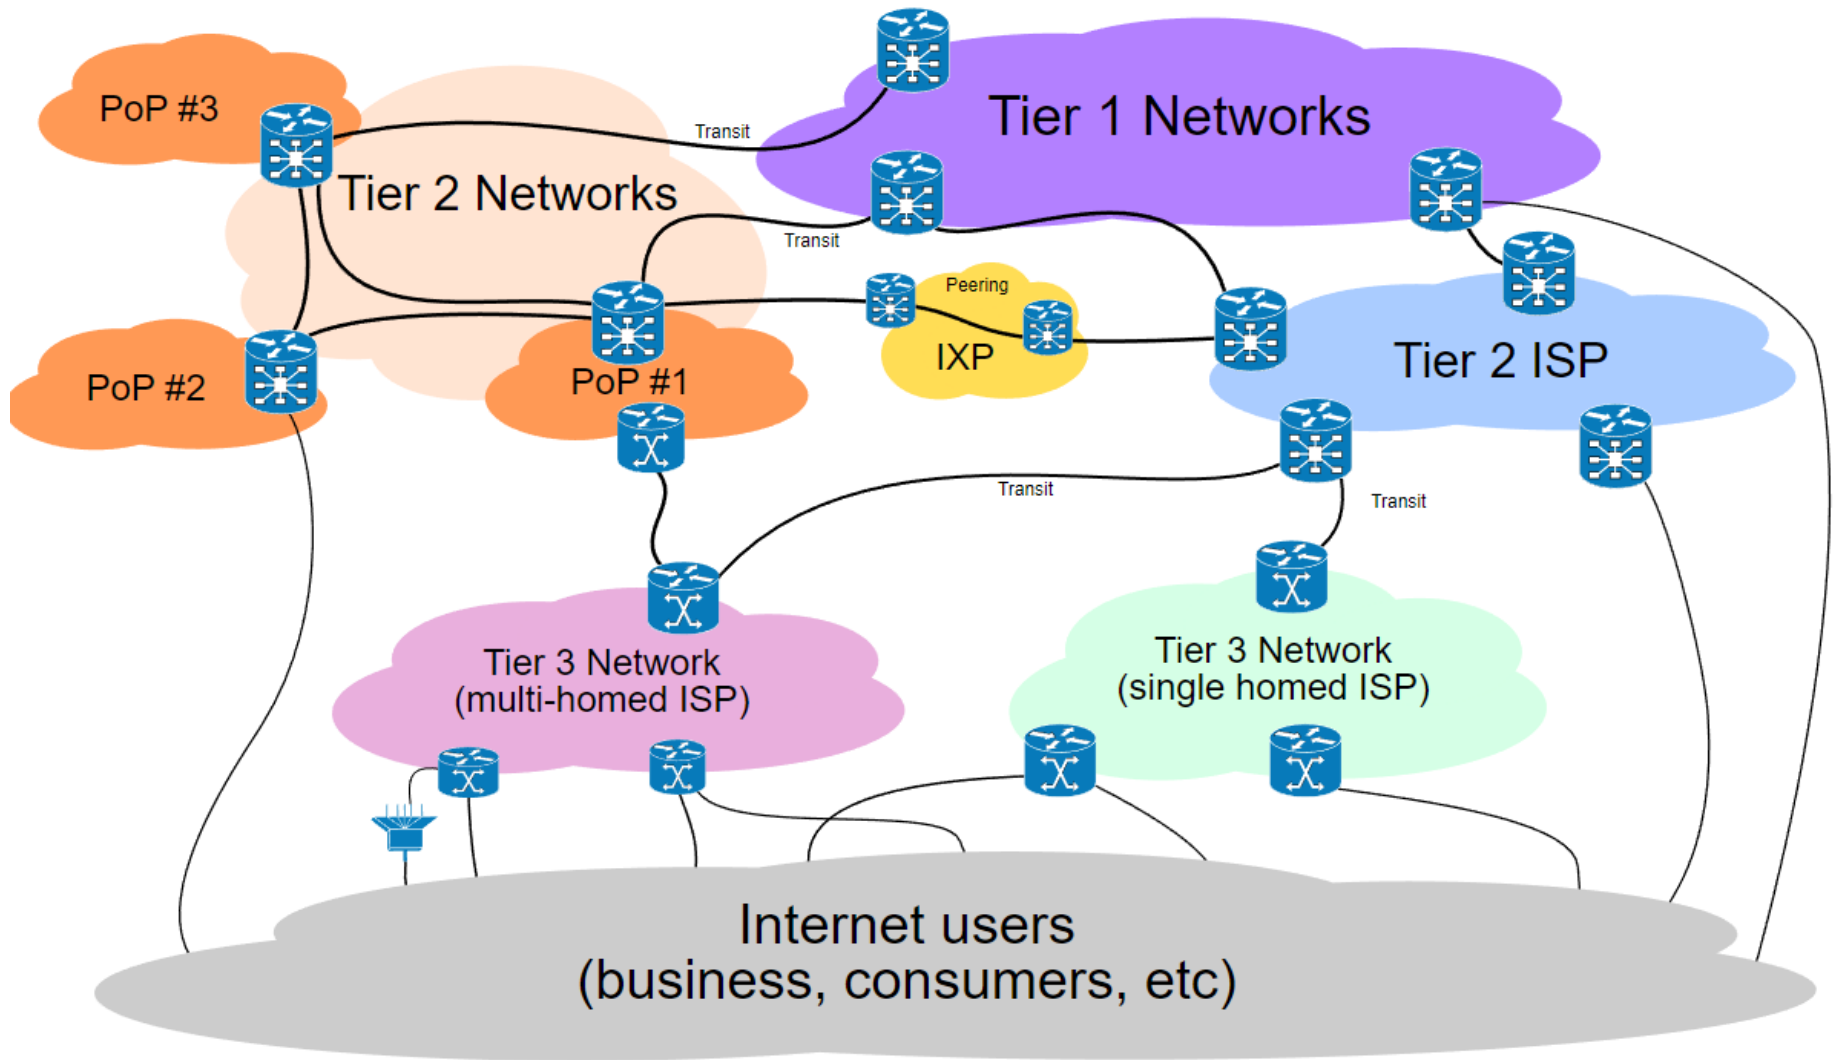 PoP #3
Tier 1 Networks
Transit
Tier 2 Networks
Transit
Peering
IXP
Tier 2 ISP
PoP #2
PoP #1
Transit
Transit
Tier 3 Network
(multi-homed ISP)
Tier 3 Network
(single homed ISP)
Internet users
(business, consumers, etc)